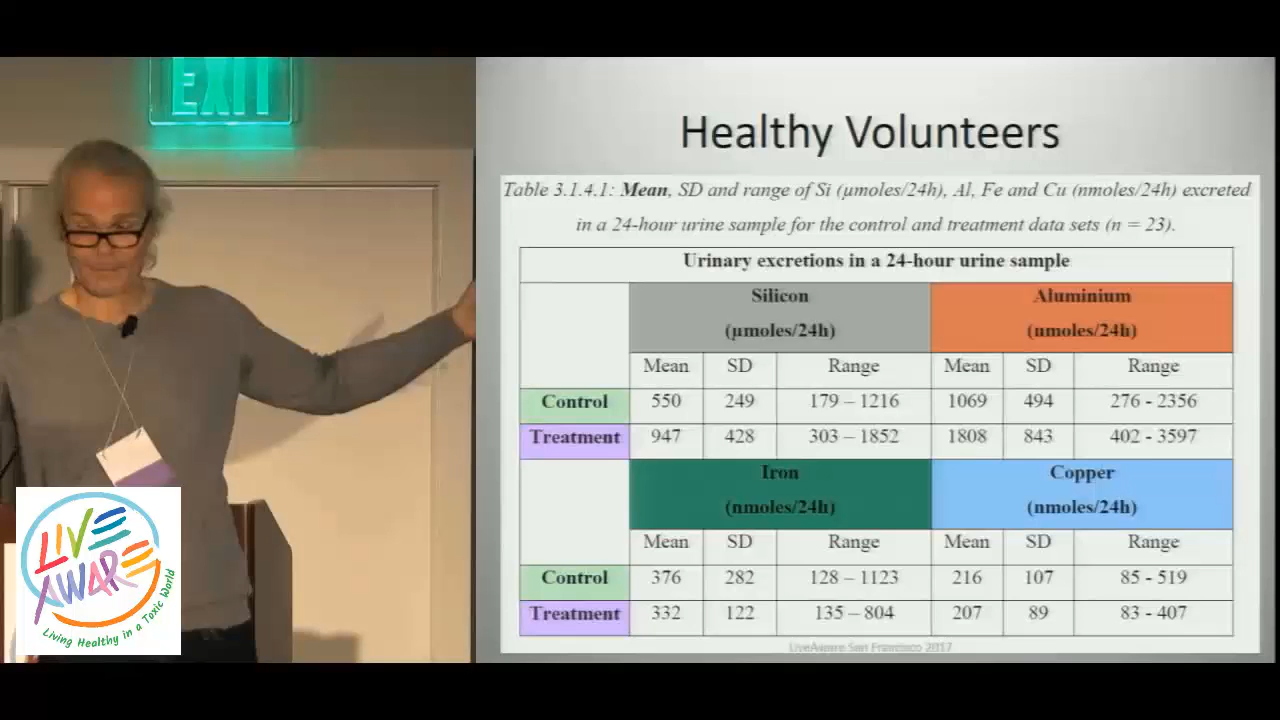 EXIT
Healthy Volunteers
Table 3.1.4.1: Mean, SD and range of Si (µmoles/24h), Al, Fe and Cu (nmoles/24h) excreted
in a 24-hour urine sample for the control and treatment data sets (n = 23).
Urinary excretions in a 24-hour urine sample
Silicon Aluminium
(µmoles/24h) (nmoles/24h)
Mean SD Range Mean SD Range
Control 550 249 179 – 1216 1069 494 276 - 2356
Treatment 947 428 303 – 1852 1808 843 402 - 3597
Iron Copper
(nmoles/24h) (nmoles/24h)
Mean SD Range Mean SD Range
Control 376 282 128 – 1123 216 107 85 - 519
Treatment 332 122 135 – 804 207 89 83 - 407
LiveAware San Francisco 2017
LIVE
AWARE
Living Healthy in a Toxic World